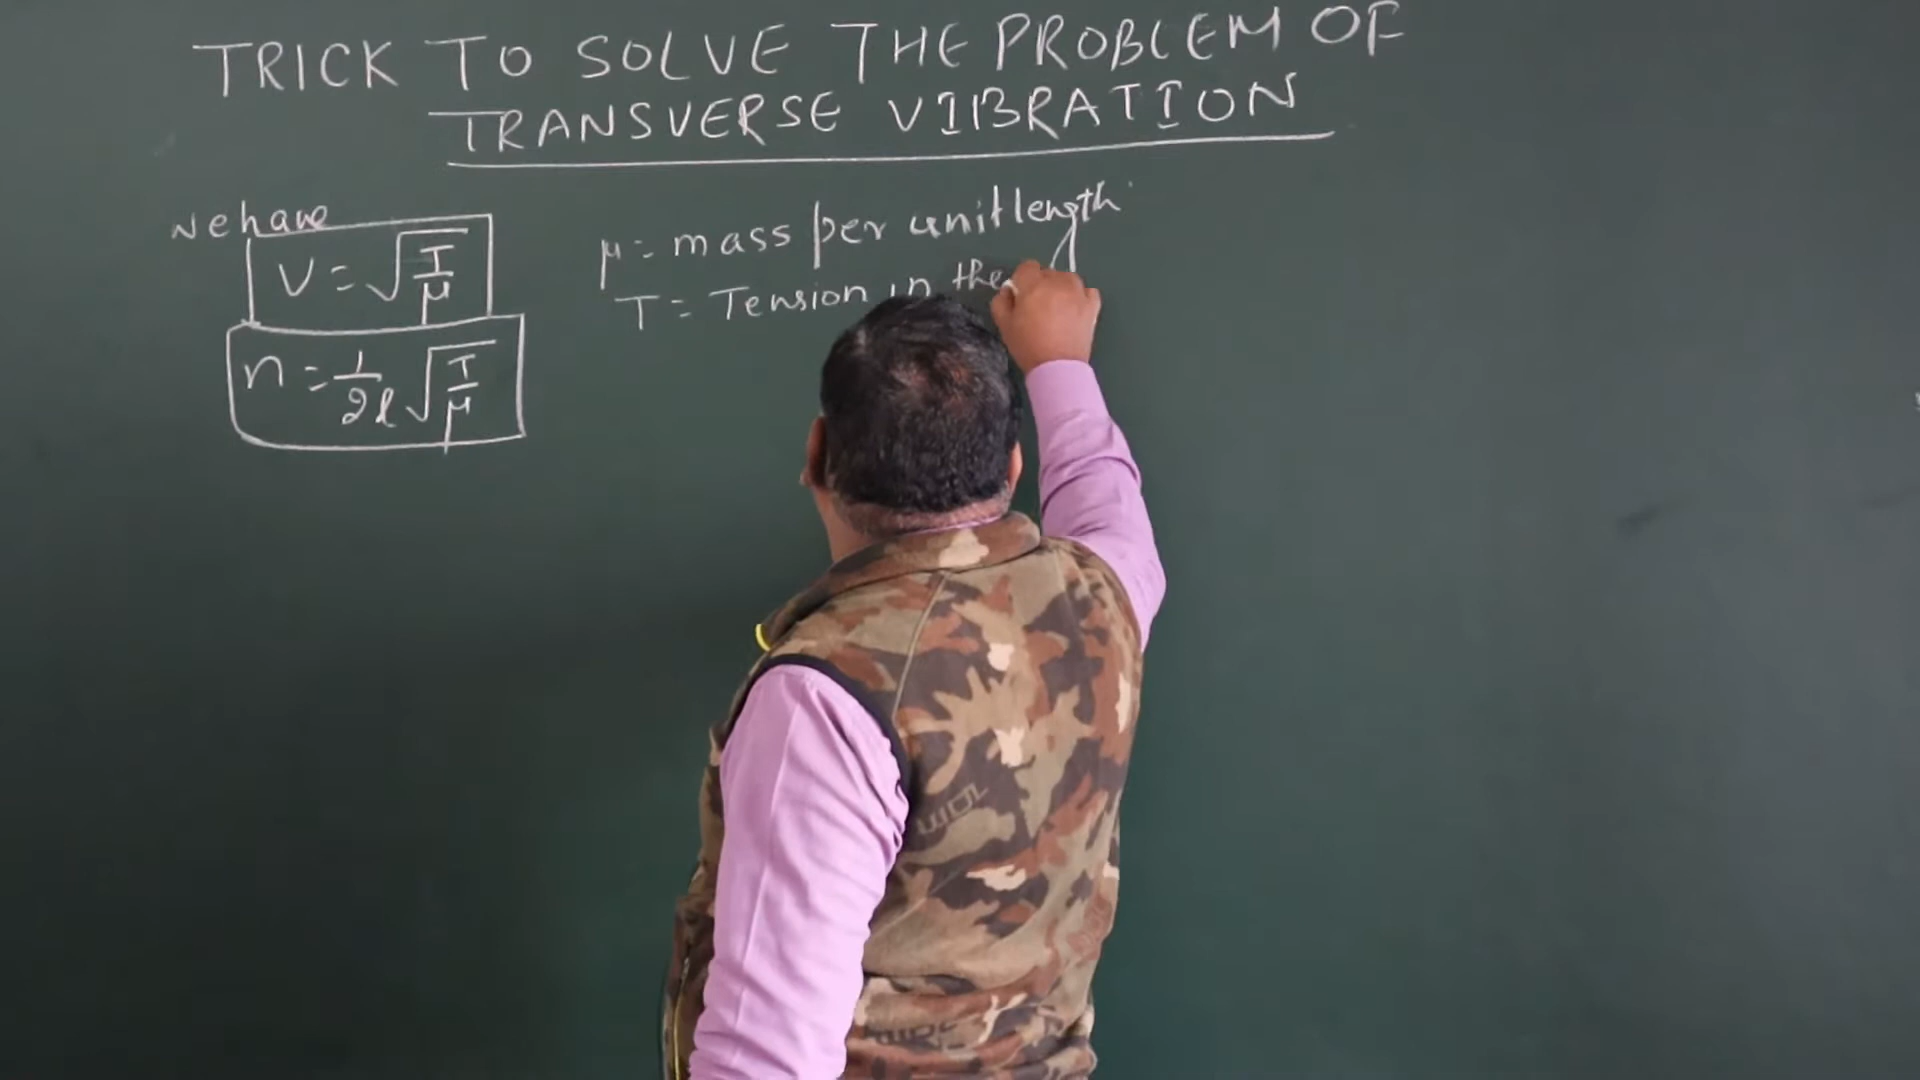 TRICK TO SOLVE THE PROBLEM OF
TRANSVERSE VIBRATION
We have
V = √(T/μ)
n = 1/2l √(T/μ)
μ = mass per unit length
T = Tension in the